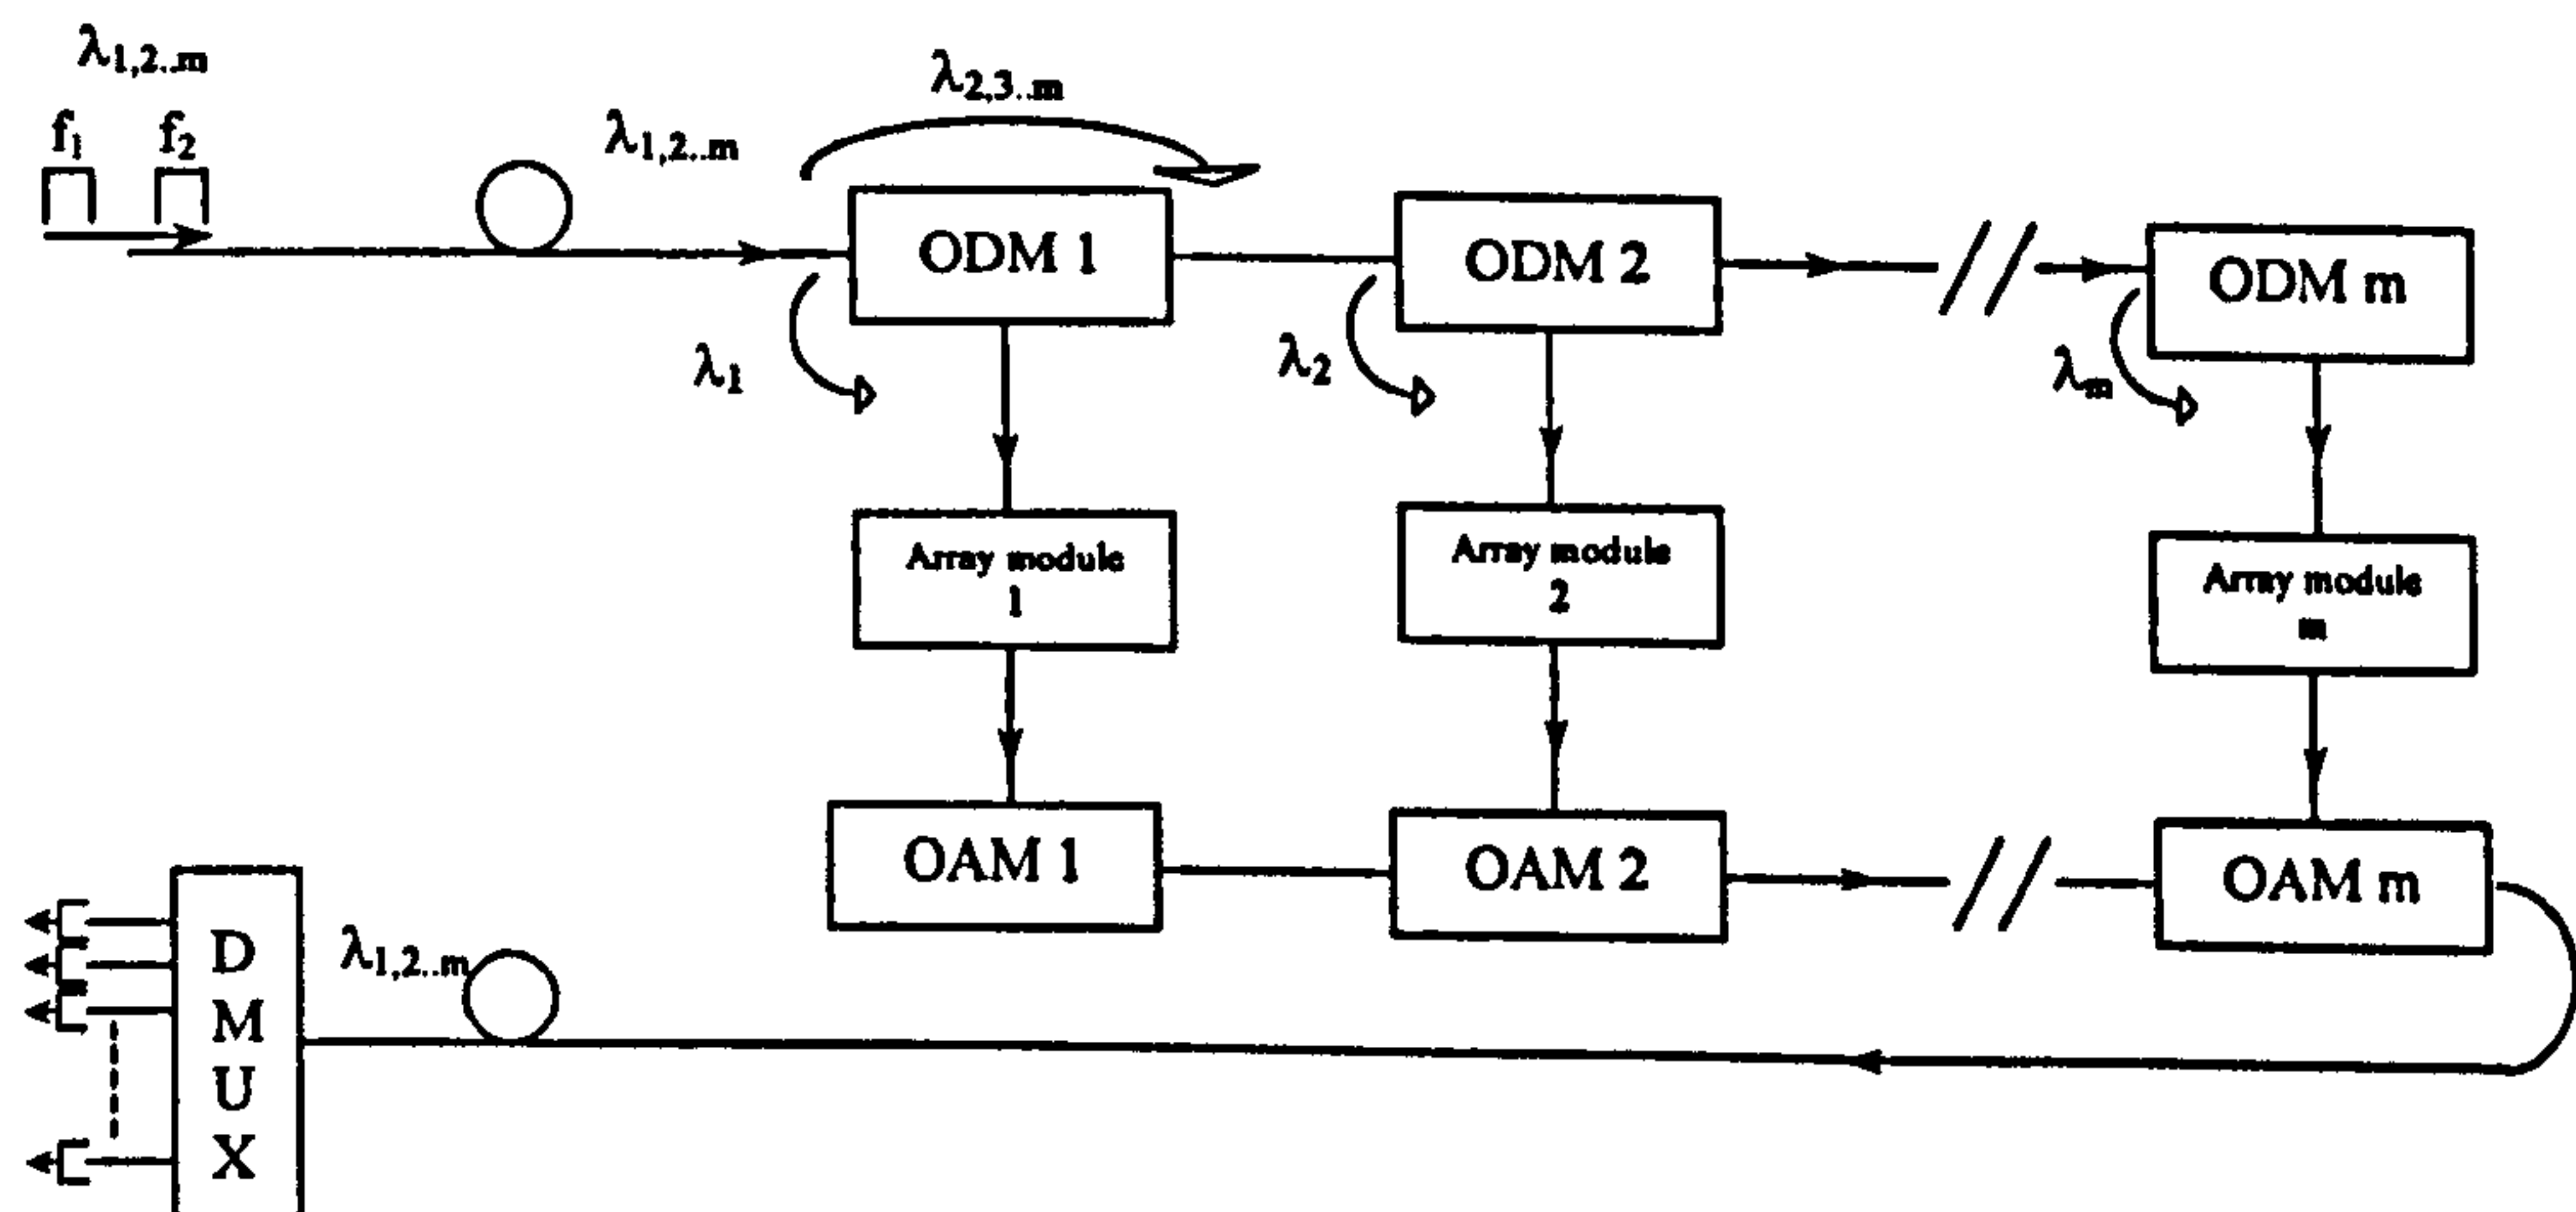 λ1,2..m
f1 f2
λ1,2..m
λ2,3..m
ODM 1
ODM 2
ODM m
λ1
λ2
λm
Array module
1
Array module
2
Array module
m
OAM 1
OAM 2
OAM m
λ1,2..m
D
M
U
X